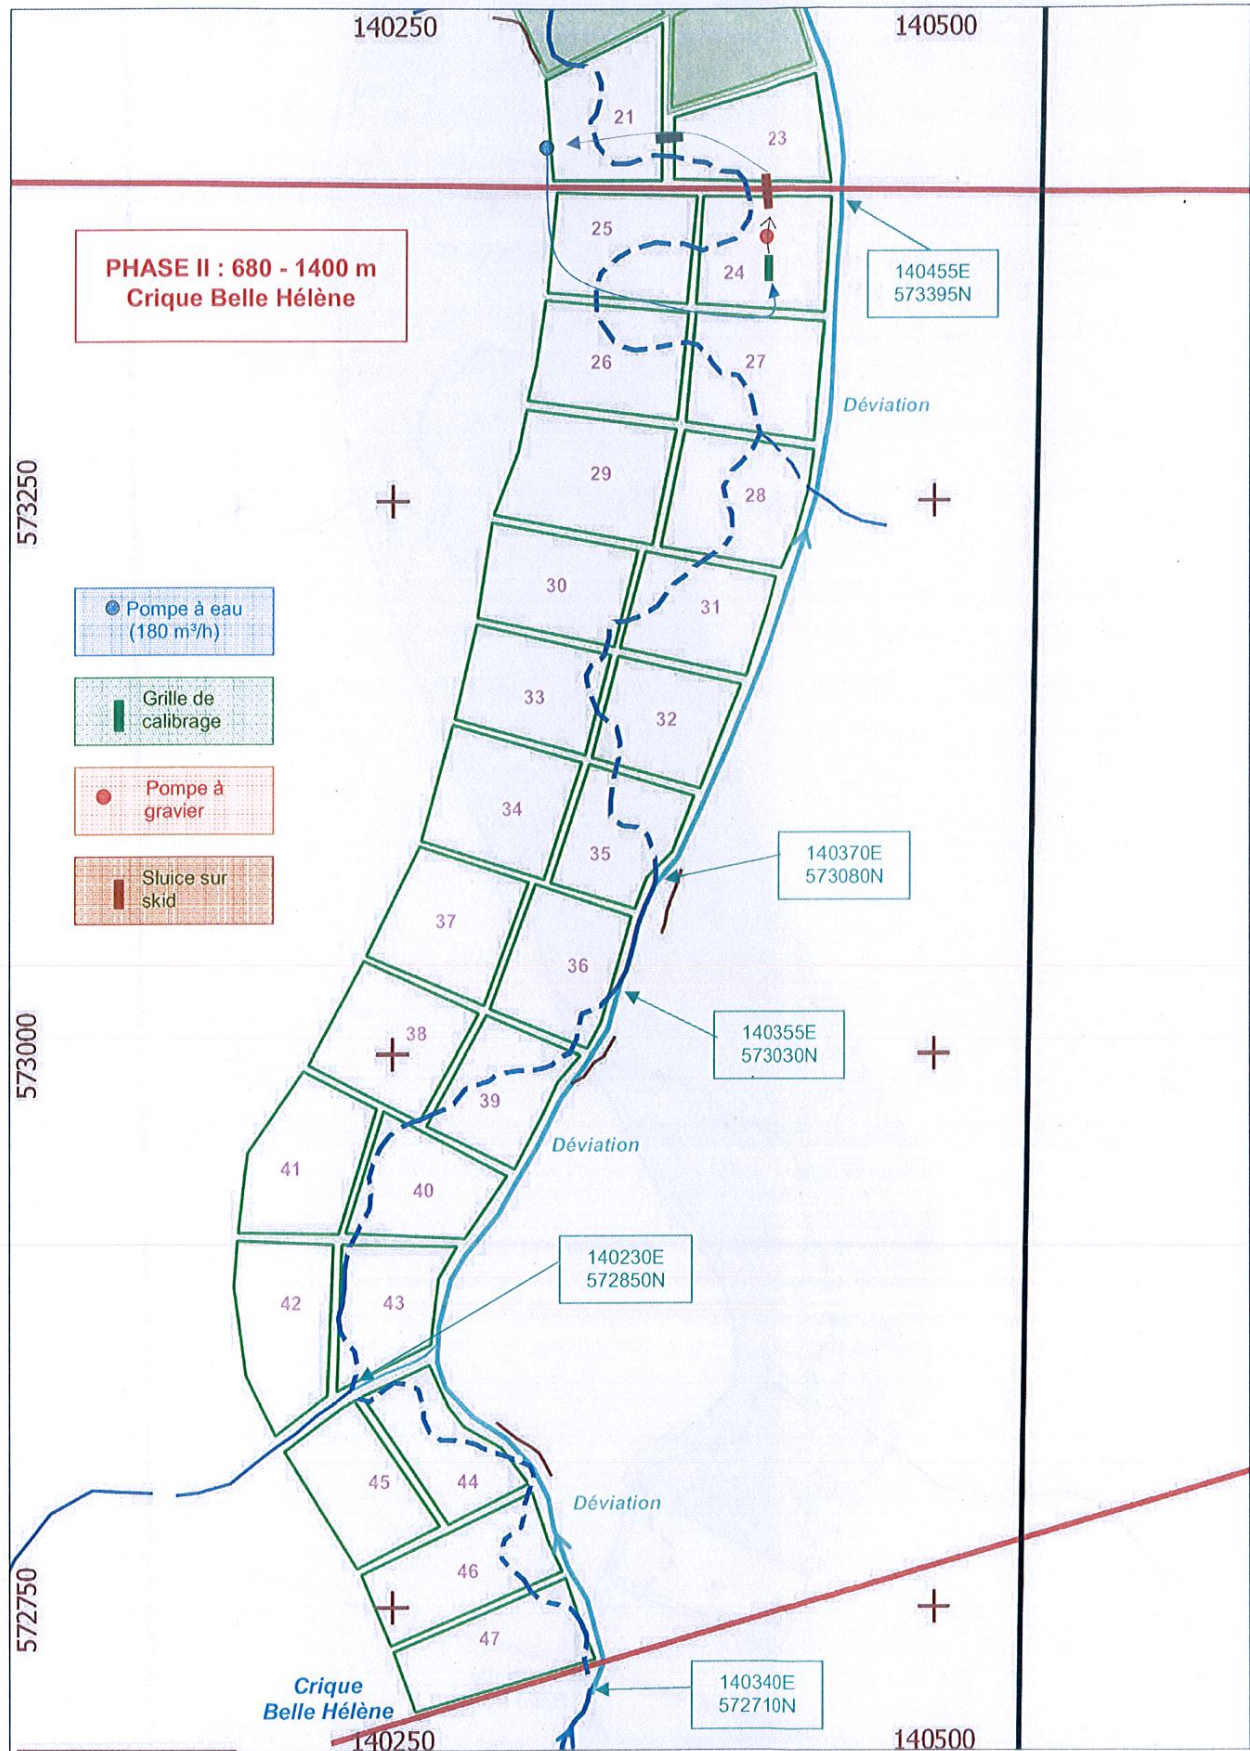 140250
140500
21
23
25
24
PHASE II : 680 - 1400 m
Crique Belle Hélène
140455E
573395N
26
27
Déviation
573250
29
28
Pompe à eau
(180 m³/h)
30
31
Grille de
calibrage
33
32
Pompe à
gravier
34
35
140370E
573080N
Sluice sur
skid
37
36
573000
38
140355E
573030N
39
Déviation
41
40
140230E
572850N
42
43
45
44
Déviation
572750
46
47
Crique
Belle Hélène
140340E
572710N
140250
140500